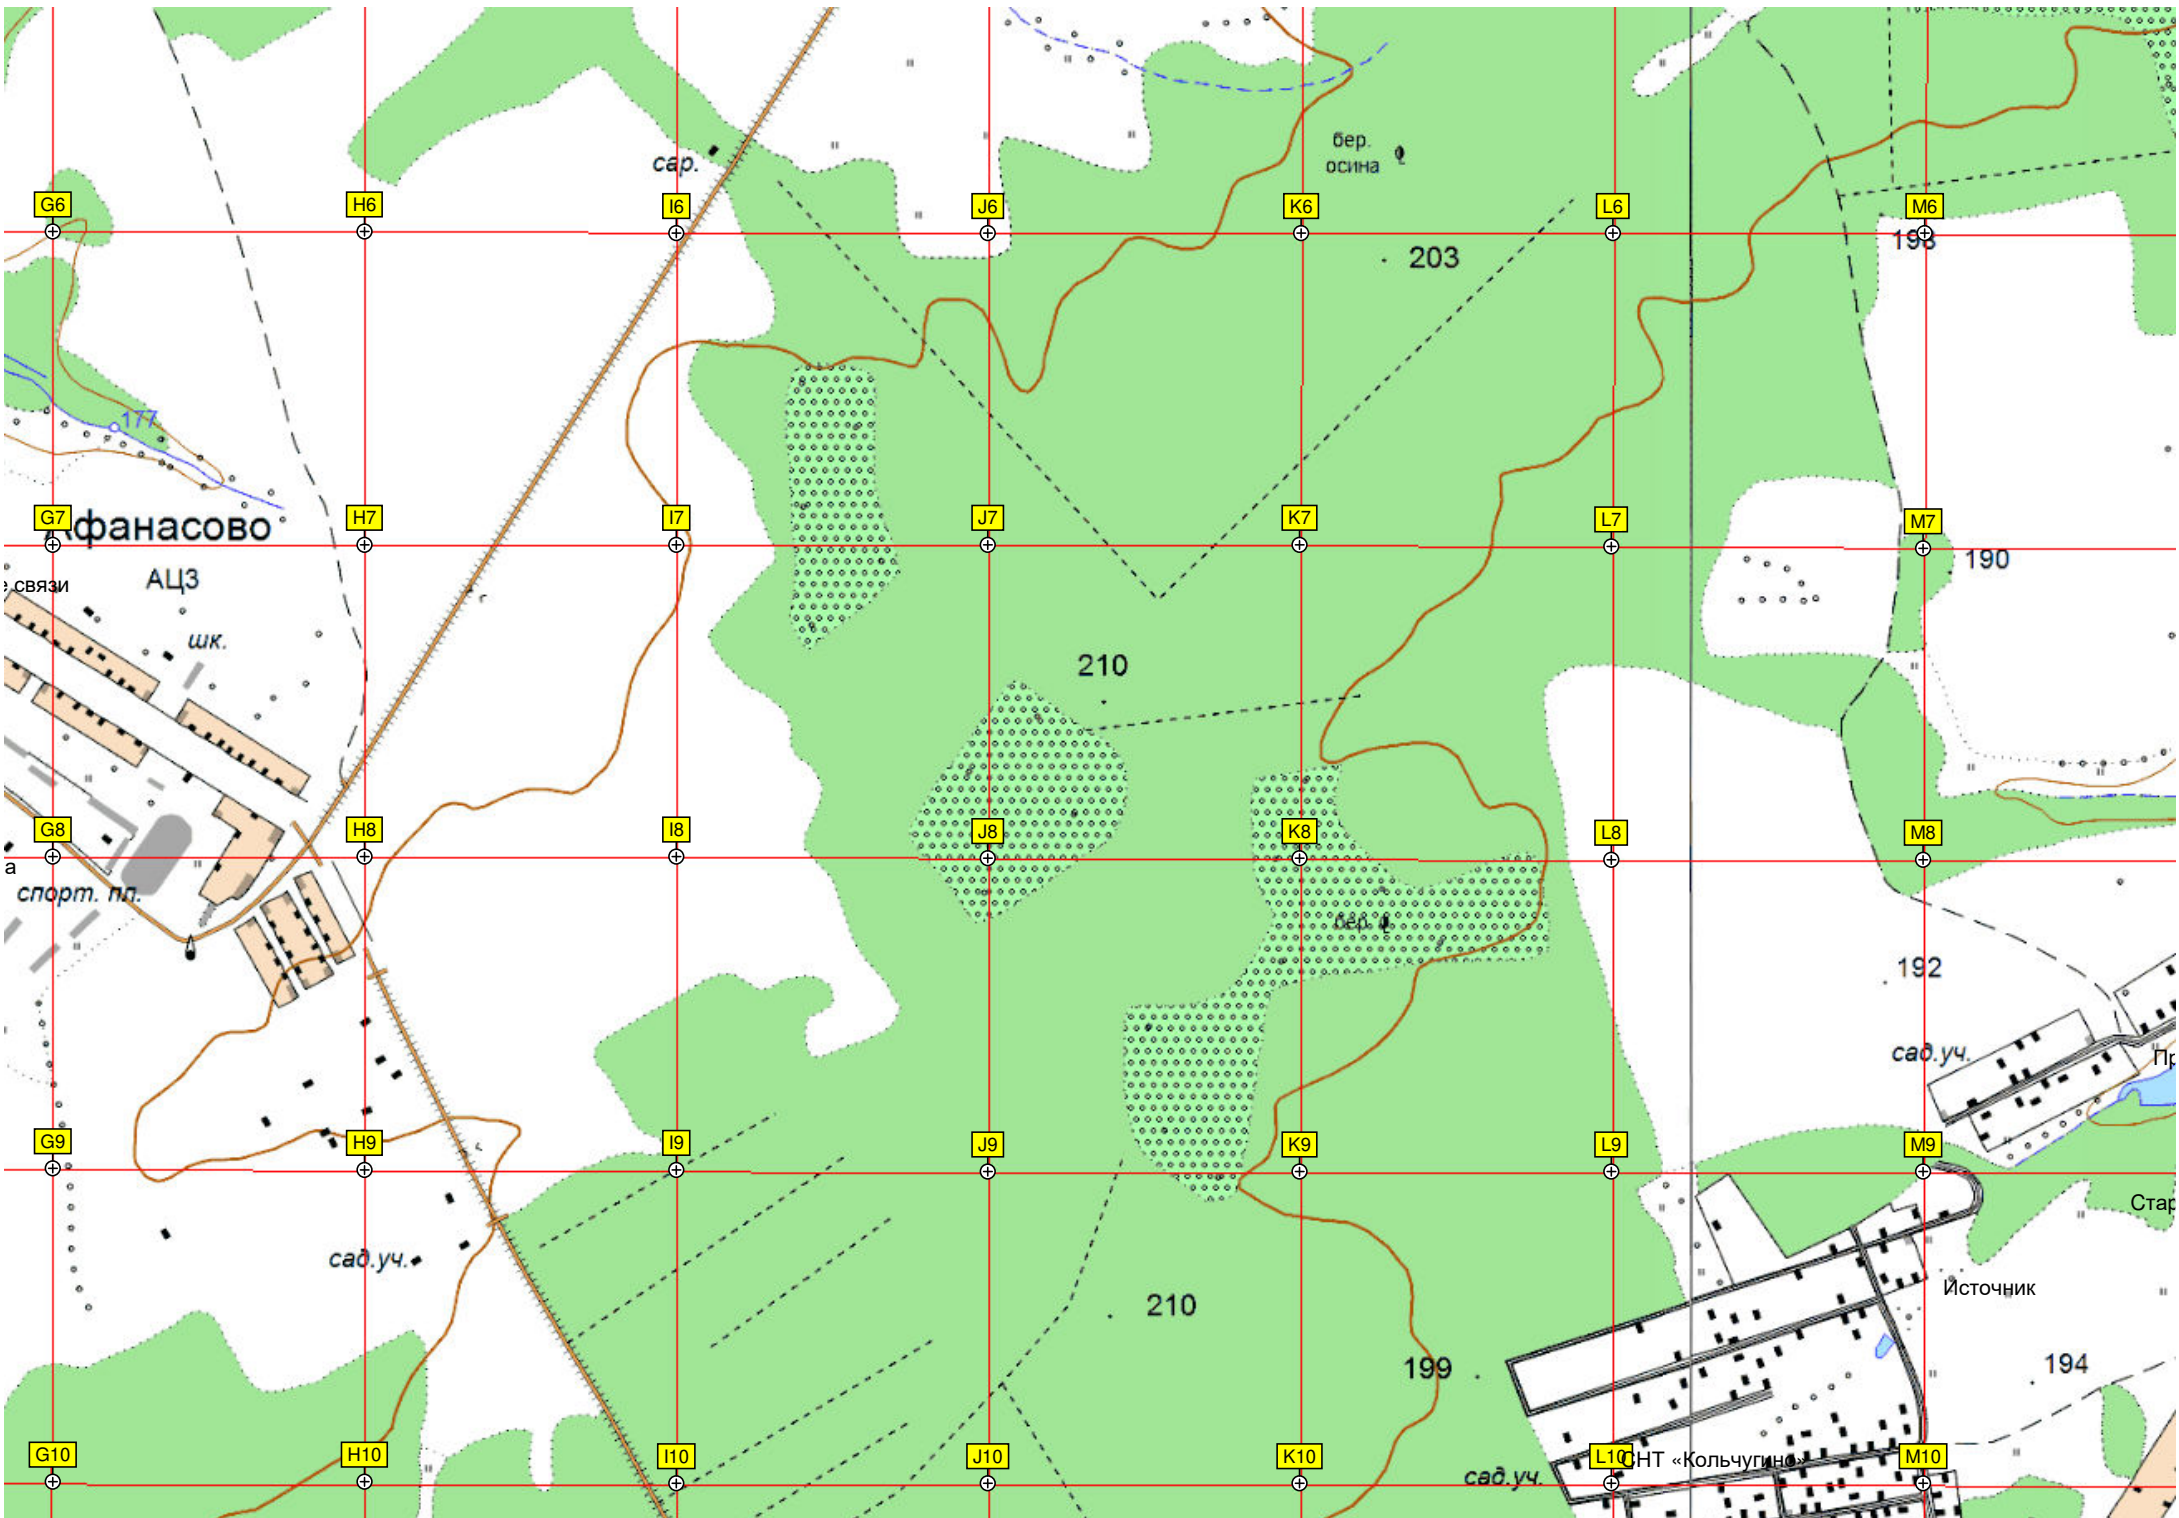 бер.
осина
сар.
G6
H6
I6
J6
K6
L6
M6
198
203
177
G7
H7
I7
J7
K7
L7
M7
Афанасово
190
АЦЗ
е связи
шк.
210
G8
H8
I8
J8
K8
L8
M8
а
спорт. пл.
бер.
192
сад.уч.
Пр
G9
H9
I9
J9
K9
L9
M9
Стар
сад.уч.
Источник
210
199
194
G10
H10
I10
J10
K10
L10
СНТ «Кольчугино»
M10
сад.уч.